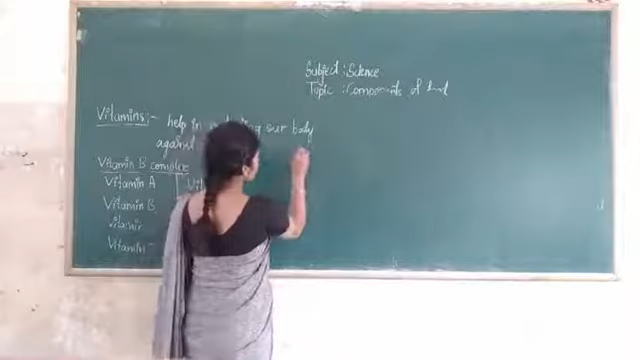 Subject : Science
Topic : Components of food
Vitamins :- help in our body
against
Vitamin B complex
Vitamin A
Vitamin B
Vitamin
Vitamin